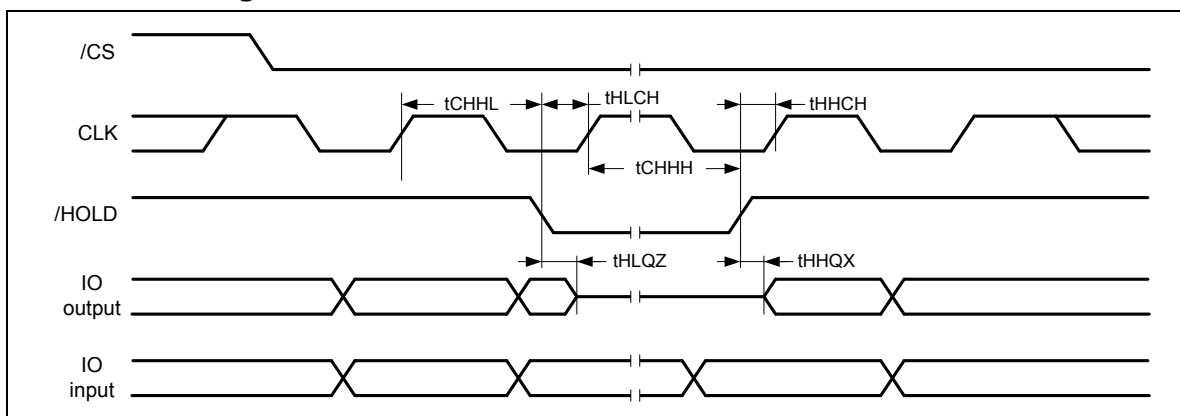 /CS
tCHHL
tHLCH
tHHCH
CLK
tCHHH
/HOLD
tHLQZ
tHHQX
IO
output
IO
input